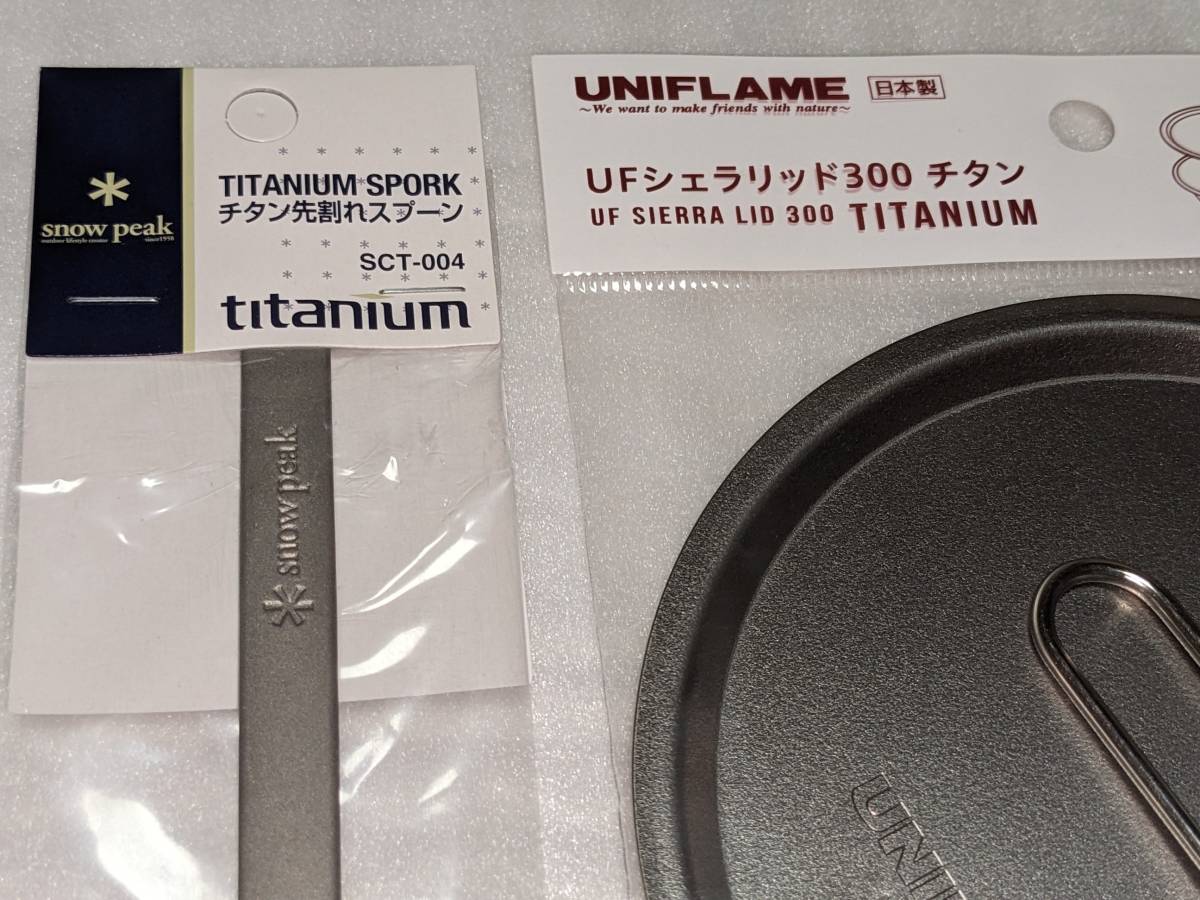 snow peak
outdoor lifestyle creator since1958
TITANIUM SPORK
チタン先割れスプーン
SCT-004
titanium
snow peak
UNIFLAME 日本製
~We want to make friends with nature~
UFシェラリッド300 チタン
UF SIERRA LID 300 TITANIUM
UNI